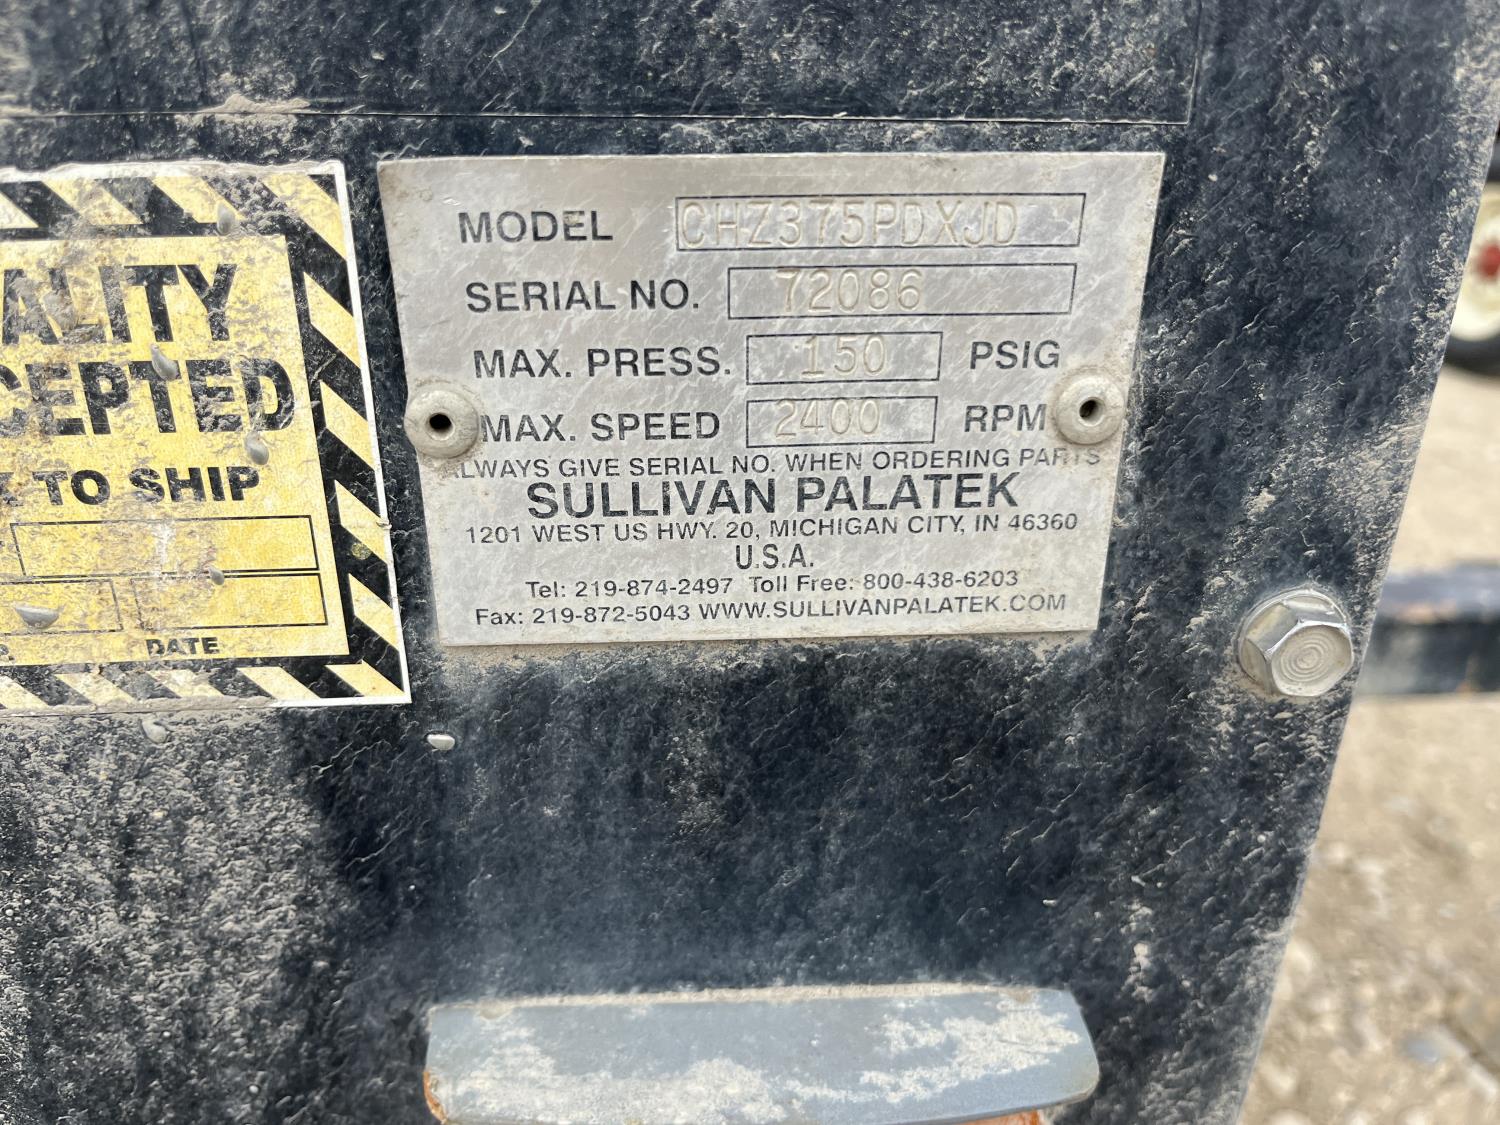 MODEL CHZ375PDXJD
SERIAL NO. 72086
MAX. PRESS. 150 PSIG
MAX. SPEED 2400 RPM
ALWAYS GIVE SERIAL NO. WHEN ORDERING PARTS
SULLIVAN PALATEK
1201 WEST US HWY. 20, MICHIGAN CITY, IN 46360
U.S.A.
Tel: 219-874-2497 Toll Free: 800-438-6203
Fax: 219-872-5043 WWW.SULLIVANPALATEK.COM
ALITY
CEPTED
TO SHIP
DATE